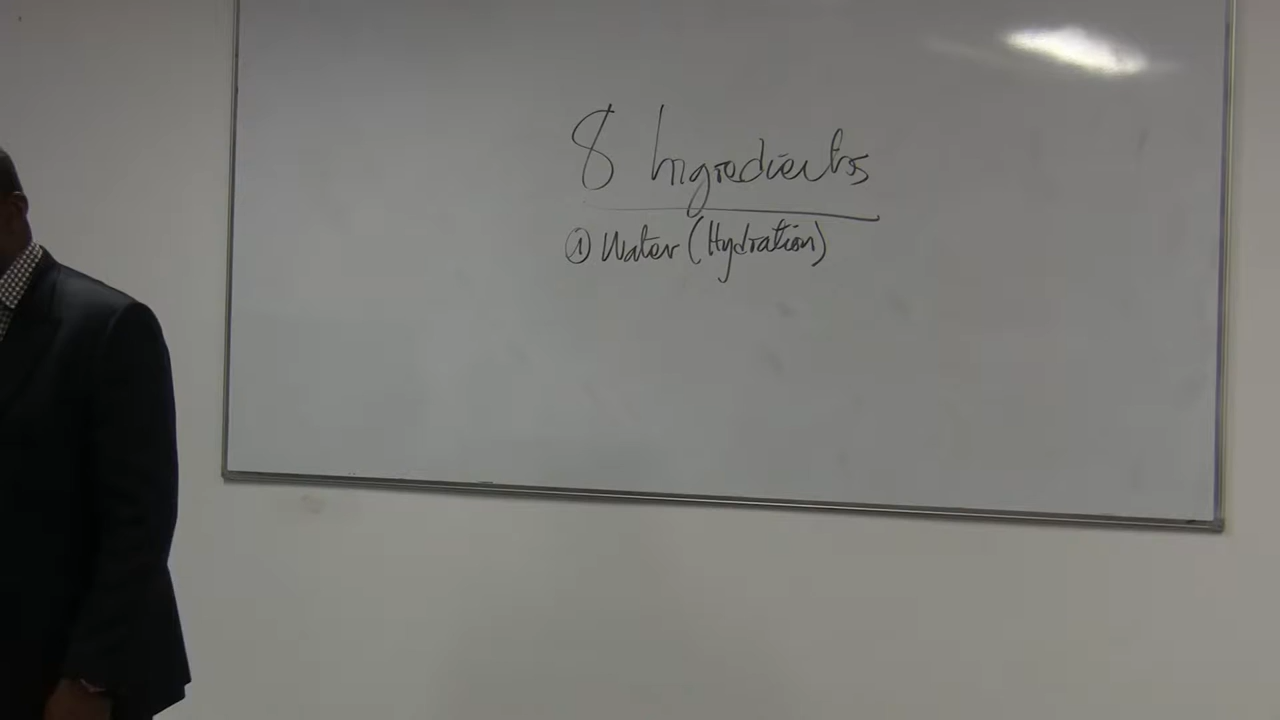 8 Ingredients
① Water (Hydration)